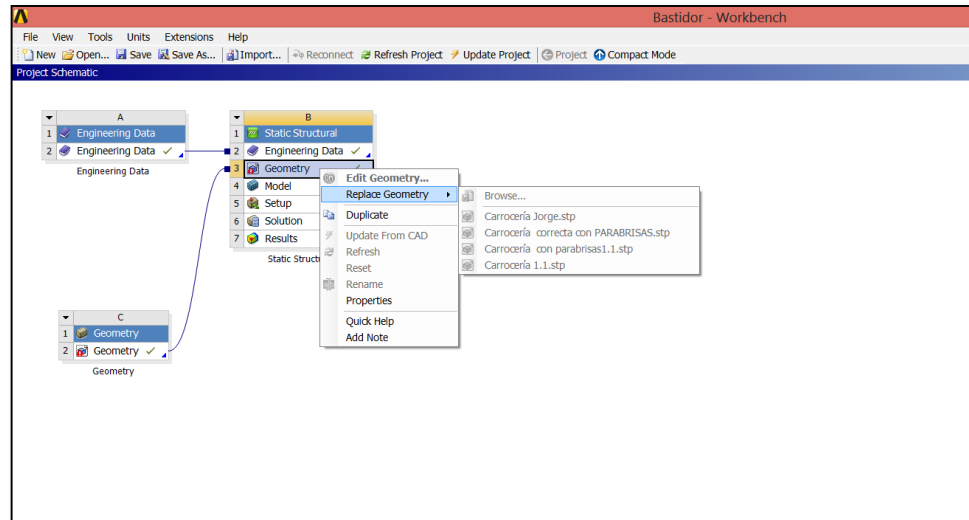 Bastidor - Workbench
File View Tools Units Extensions Help
New Open... Save Save As... Import... Reconnect Refresh Project Update Project Project Compact Mode
Project Schematic
A
1 Engineering Data
2 Engineering Data
Engineering Data
B
1 Static Structural
2 Engineering Data
3 Geometry
4 Model
5 Setup
6 Solution
7 Results
Static Struct
Edit Geometry...
Replace Geometry
Duplicate
Update From CAD
Refresh
Reset
Rename
Properties
Quick Help
Add Note
Browse...
Carrocería Jorge.stp
Carrocería correcta con PARABRISAS.stp
Carrocería con parabrisas1.1.stp
Carrocería 1.1.stp
C
1 Geometry
2 Geometry
Geometry